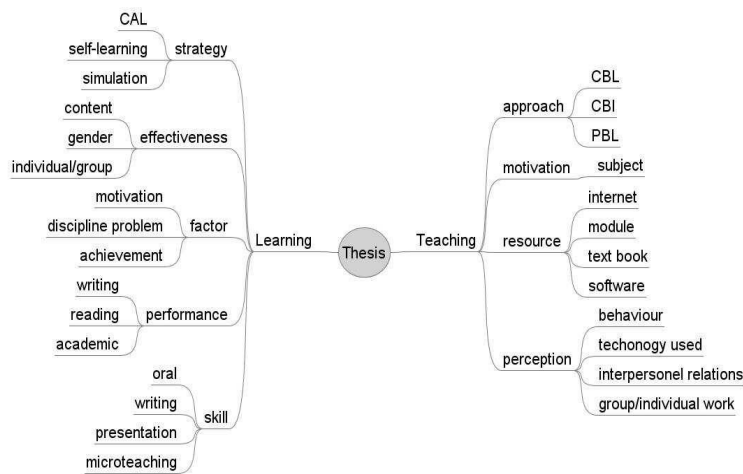 CAL
self-learning
simulation
strategy
content
gender
individual/group
effectiveness
motivation
discipline problem
achievement
factor
writing
reading
academic
performance
oral
writing
presentation
microteaching
skill
Learning
Thesis
Teaching
approach
CBL
CBI
PBL
motivation
subject
resource
internet
module
text book
software
perception
behaviour
techonogy used
interpersonel relations
group/individual work